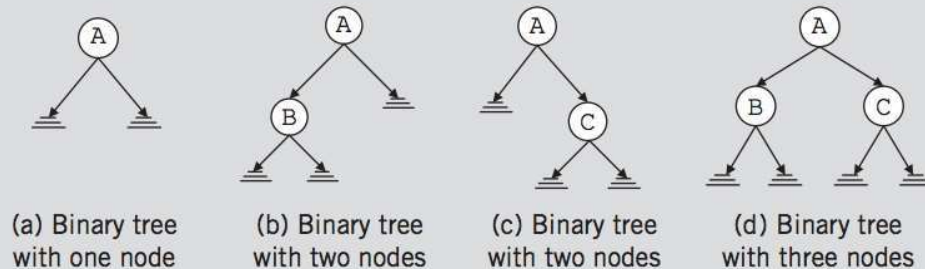 A
A
B
A
C
A
B
C
(a) Binary tree
with one node
(b) Binary tree
with two nodes
(c) Binary tree
with two nodes
(d) Binary tree
with three nodes